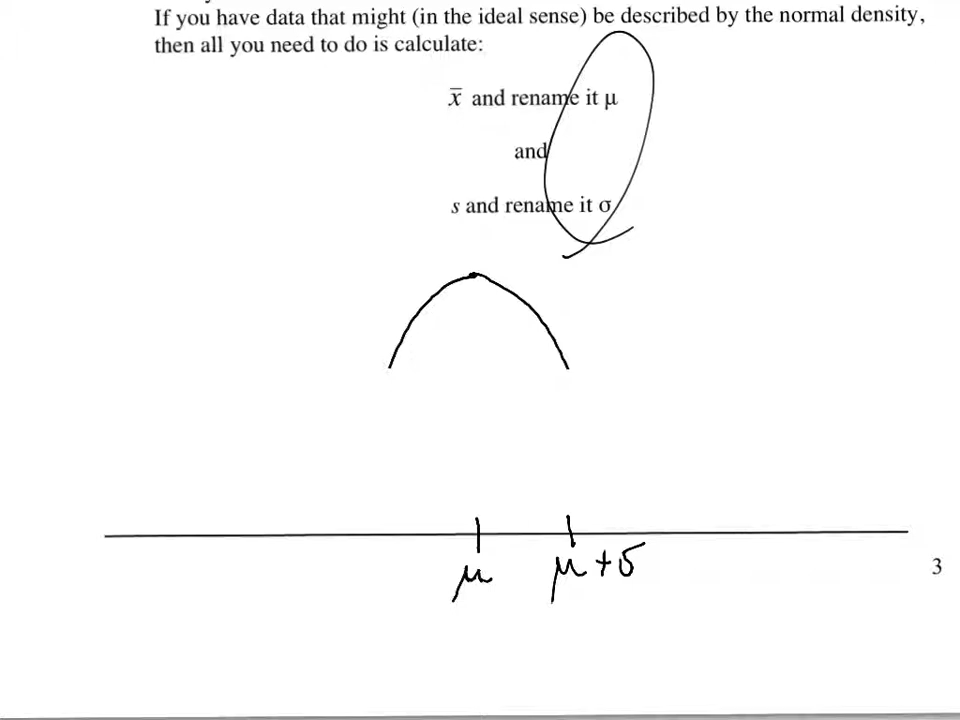 If you have data that might (in the ideal sense) be described by the normal density,
then all you need to do is calculate:
x̅ and rename it μ
and
s and rename it σ
μ μ+σ
3